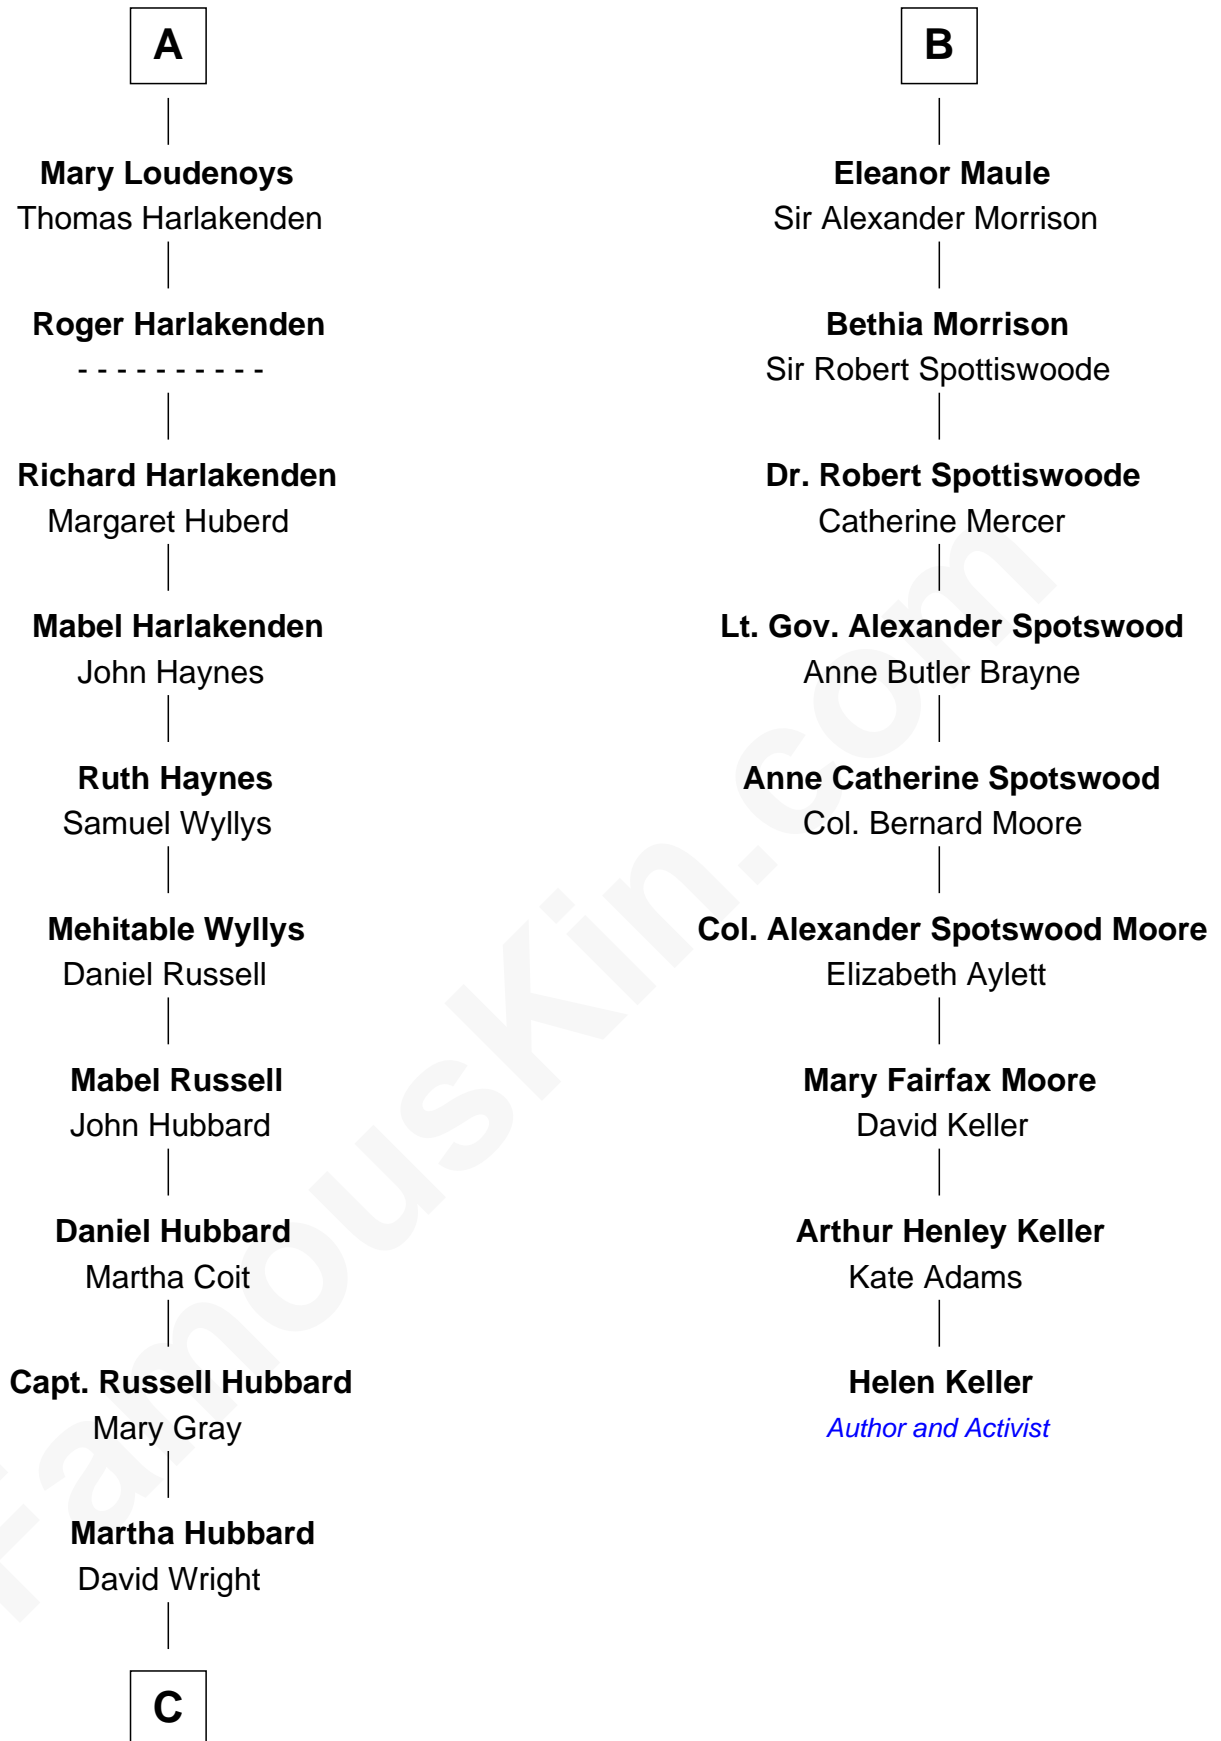 A
Mary Loudenoys
Thomas Harlakenden
Roger Harlakenden
- - - - - - - - - -
Richard Harlakenden
Margaret Huberd
Mabel Harlakenden
John Haynes
Ruth Haynes
Samuel Wyllys
Mehitable Wyllys
Daniel Russell
Mabel Russell
John Hubbard
Daniel Hubbard
Martha Coit
Capt. Russell Hubbard
Mary Gray
Martha Hubbard
David Wright
C
B
Eleanor Maule
Sir Alexander Morrison
Bethia Morrison
Sir Robert Spottiswoode
Dr. Robert Spottiswoode
Catherine Mercer
Lt. Gov. Alexander Spotswood
Anne Butler Brayne
Anne Catherine Spotswood
Col. Bernard Moore
Col. Alexander Spotswood Moore
Elizabeth Aylett
Mary Fairfax Moore
David Keller
Arthur Henley Keller
Kate Adams
Helen Keller
Author and Activist
FamousKin.com